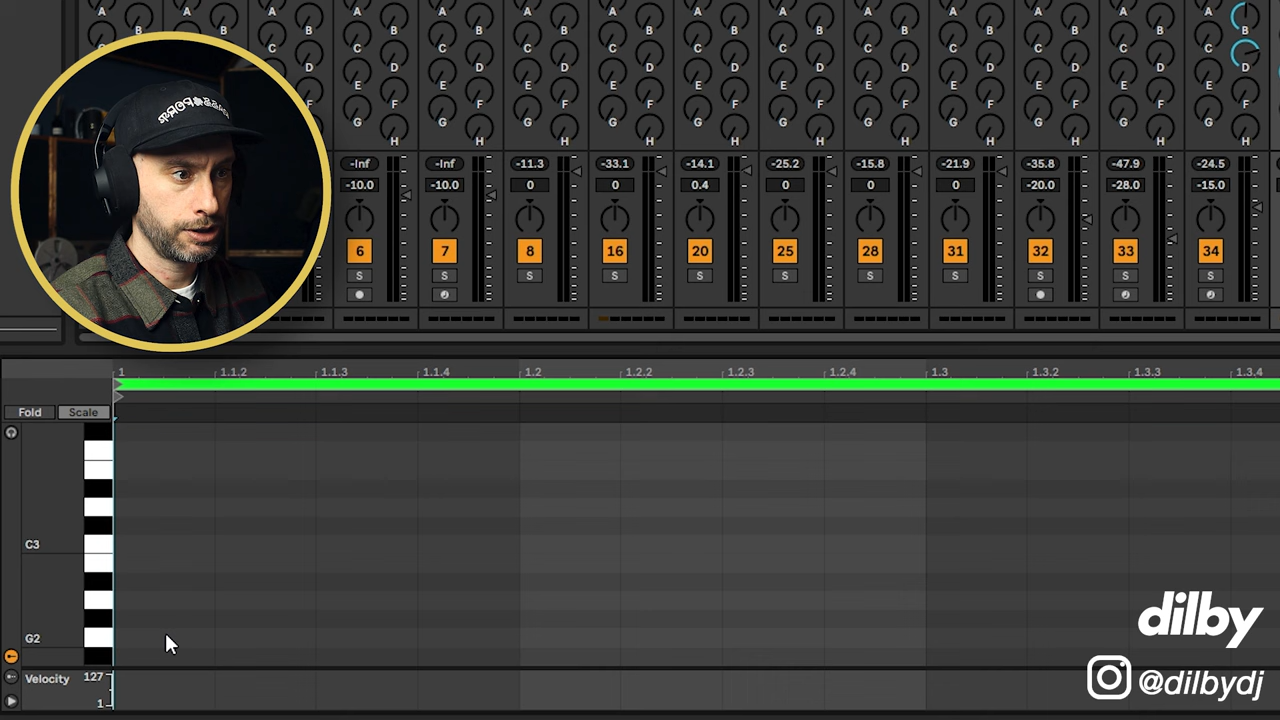 A A A A A A A A A A A
B B B B B B B B B B B B B B
C C C C C C C C C C C C C
D D D D D D D D D D D D
E E E E E E E E E E E
F F F F F F F F F F F
G G G G G G G G G G G
H H H H H H H H H H H
-Inf -Inf -11.3 -33.1 -14.1 -25.2 -15.8 -21.9 -35.8 -47.9 -24.5
-10.0 -10.0 0 0 0.4 0 0 0 -20.0 -28.0 -15.0
6 7 8 16 20 25 28 31 32 33 34
S S S S S S S S S S S
1 1.1.2 1.1.3 1.1.4 1.2 1.2.2 1.2.3 1.2.4 1.3 1.3.2 1.3.3 1.3.4
Fold Scale
C3
G2
Velocity 127
1
dilby
@dilbydj